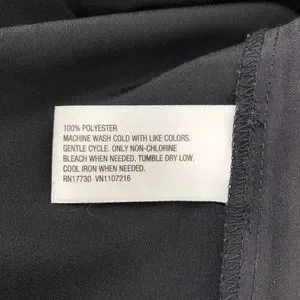 100% POLYESTER
MACHINE WASH COLD WITH LIKE COLORS.
GENTLE CYCLE. ONLY NON-CHLORINE
BLEACH WHEN NEEDED. TUMBLE DRY LOW.
COOL IRON WHEN NEEDED.
RN17730 VN1107216